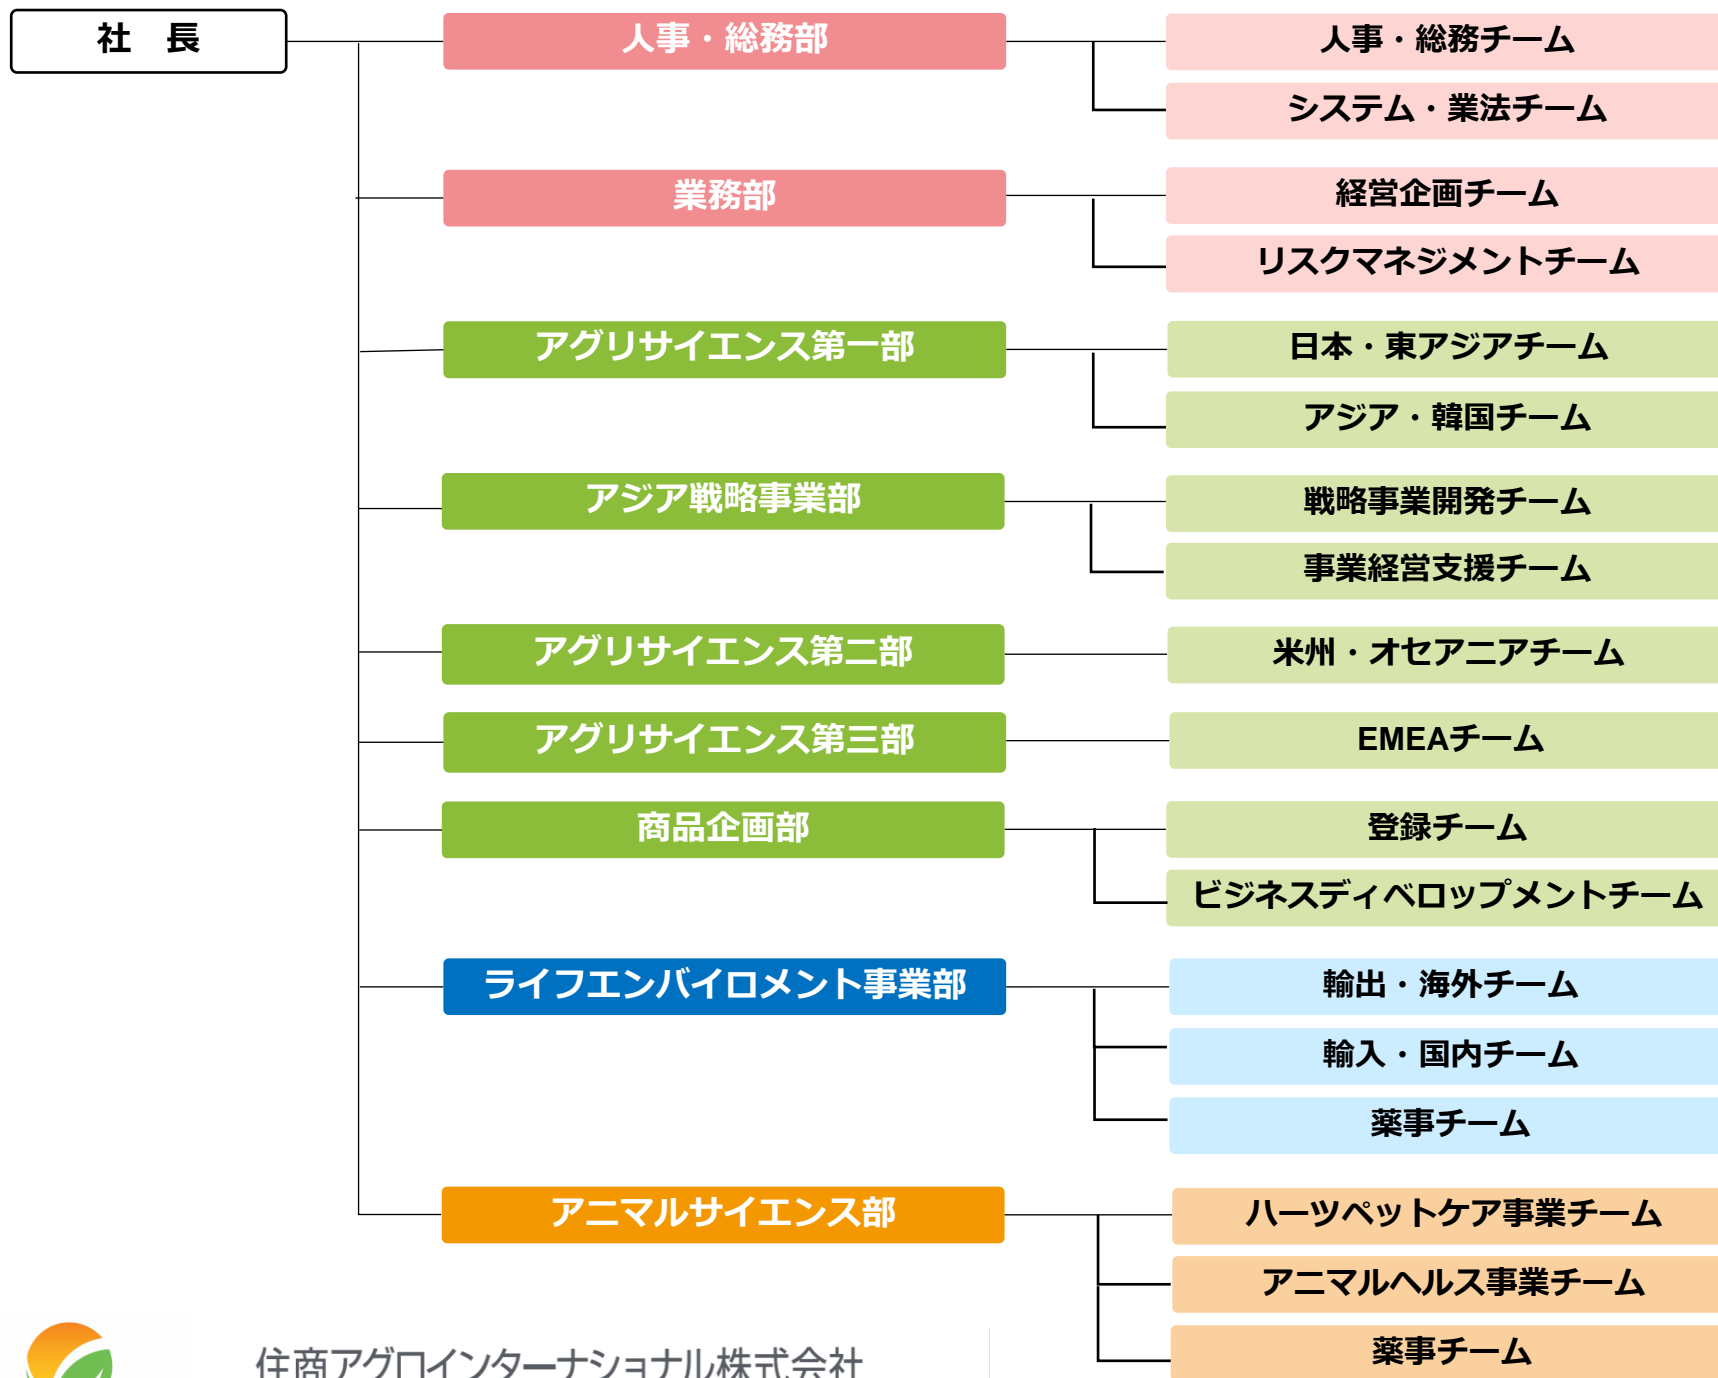 社　長
人事・総務部
人事・総務チーム
システム・業法チーム
業務部
経営企画チーム
リスクマネジメントチーム
アグリサイエンス第一部
日本・東アジアチーム
アジア・韓国チーム
アジア戦略事業部
戦略事業開発チーム
事業経営支援チーム
アグリサイエンス第二部
米州・オセアニアチーム
アグリサイエンス第三部
EMEAチーム
商品企画部
登録チーム
ビジネスディベロップメントチーム
ライフエンバイロメント事業部
輸出・海外チーム
輸入・国内チーム
薬事チーム
アニマルサイエンス部
ハーツペットケア事業チーム
アニマルヘルス事業チーム
薬事チーム
住商アグロインターナショナル株式会社